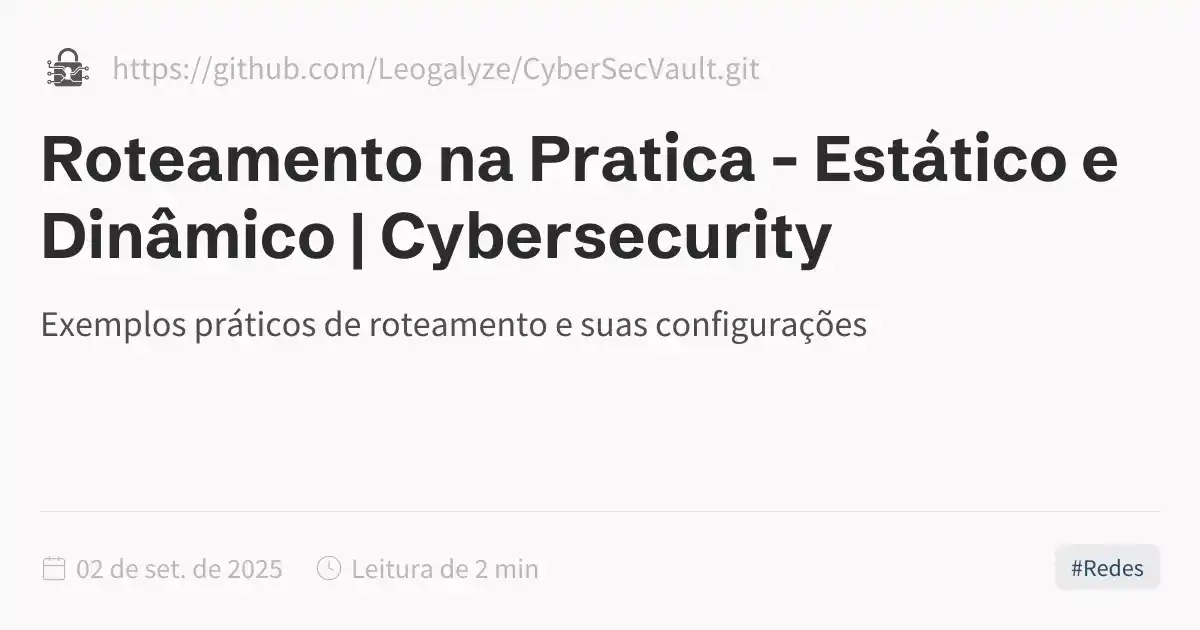 https://github.com/Leogalyze/CyberSecVault.git
Roteamento na Pratica - Estático e
Dinâmico | Cybersecurity
Exemplos práticos de roteamento e suas configurações
02 de set. de 2025
Leitura de 2 min
#Redes